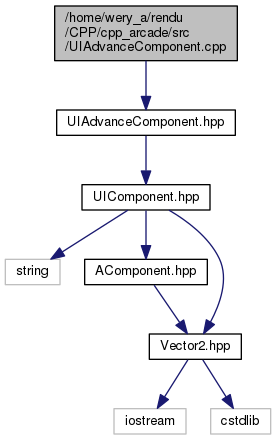 /home/wery_a/rendu
/CPP/cpp_arcade/src
/UIAdvanceComponent.cpp
UIAdvanceComponent.hpp
UIComponent.hpp
string
AComponent.hpp
Vector2.hpp
iostream
cstdlib